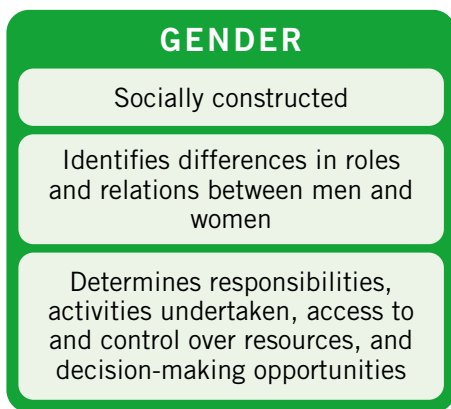 GENDER
Socially constructed
Identifies differences in roles
and relations between men and
women
Determines responsibilities,
activities undertaken, access to
and control over resources, and
decision-making opportunities